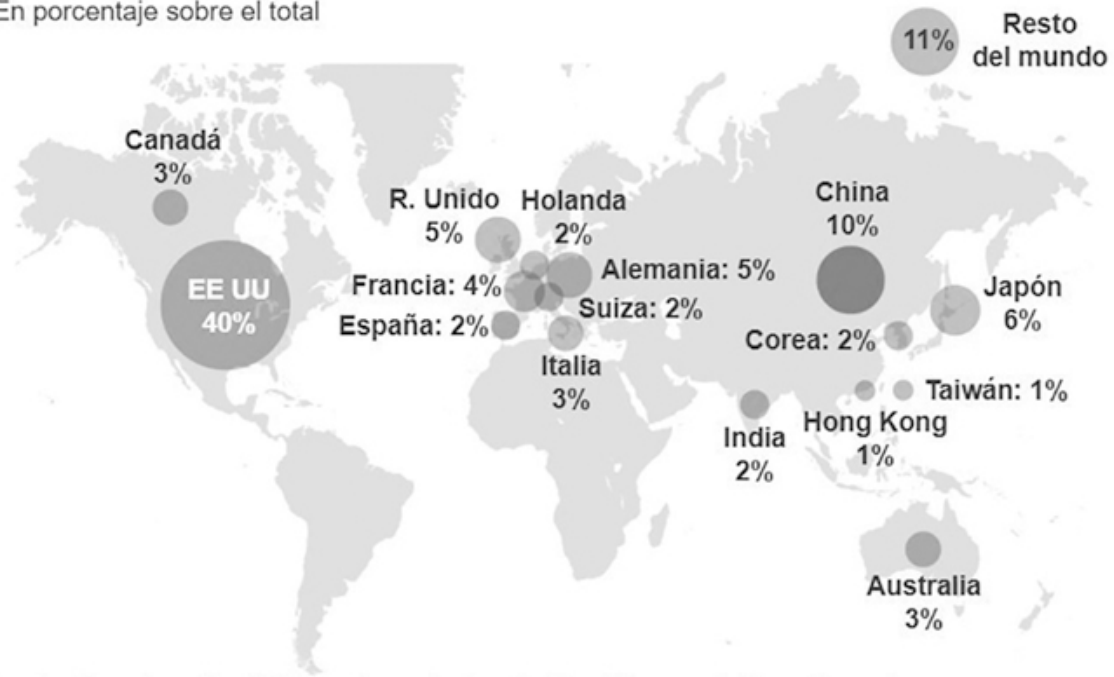 En porcentaje sobre el total
11%
Resto
del mundo
Canadá
3%
EE UU
40%
R. Unido
5%
Holanda
2%
Francia: 4%
Alemania: 5%
España: 2%
Suiza: 2%
Italia
3%
China
10%
Japón
6%
Corea: 2%
Taiwán: 1%
Hong Kong
1%
India
2%
Australia
3%